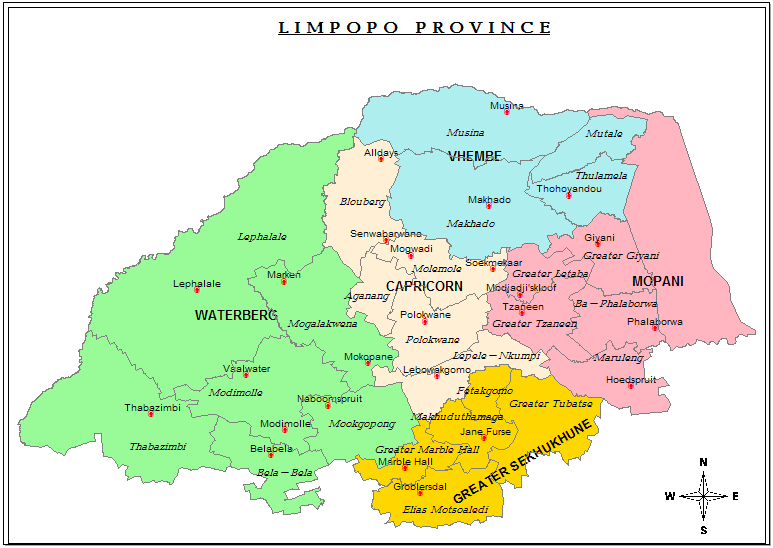 LIMPOPO PROVINCE
Musina
Musina
Mutale
VHEMBE
Alldays
Thulamela
Thohoyandou
Blouberg
Makhado
Makhado
Senwabarwana
Lephalale
Mogwadi
Giyani
Greater Giyani
Molemole
Soekmekaar
Greater Letaba
Marken
Lephalale
CAPRICORN
MOPANI
Modjadji'sklouf
Aganang
Ba-Phalaborwa
Tzaneen
WATERBERG
Mogalakwena
Polokwane
Greater Tzaneen
Phalaborwa
Polokwane
Mokopane
Lepele-Nkumpi
Maruleng
Vaalwater
Lebowakgomo
Hoedspruit
Modimolle
Fetakgomo
Naboomspruit
Greater Tubatse
Thabazimbi
Makhuduthamaga
Modimolle
Mookgopong
Jane Furse
Thabazimbi
Belabela
Greater Marble Hall
Marble Hall
GREATER SEKHUKHUNE
Bela-Bela
Groblersdal
Elias Motsoaledi
N
W
E
S